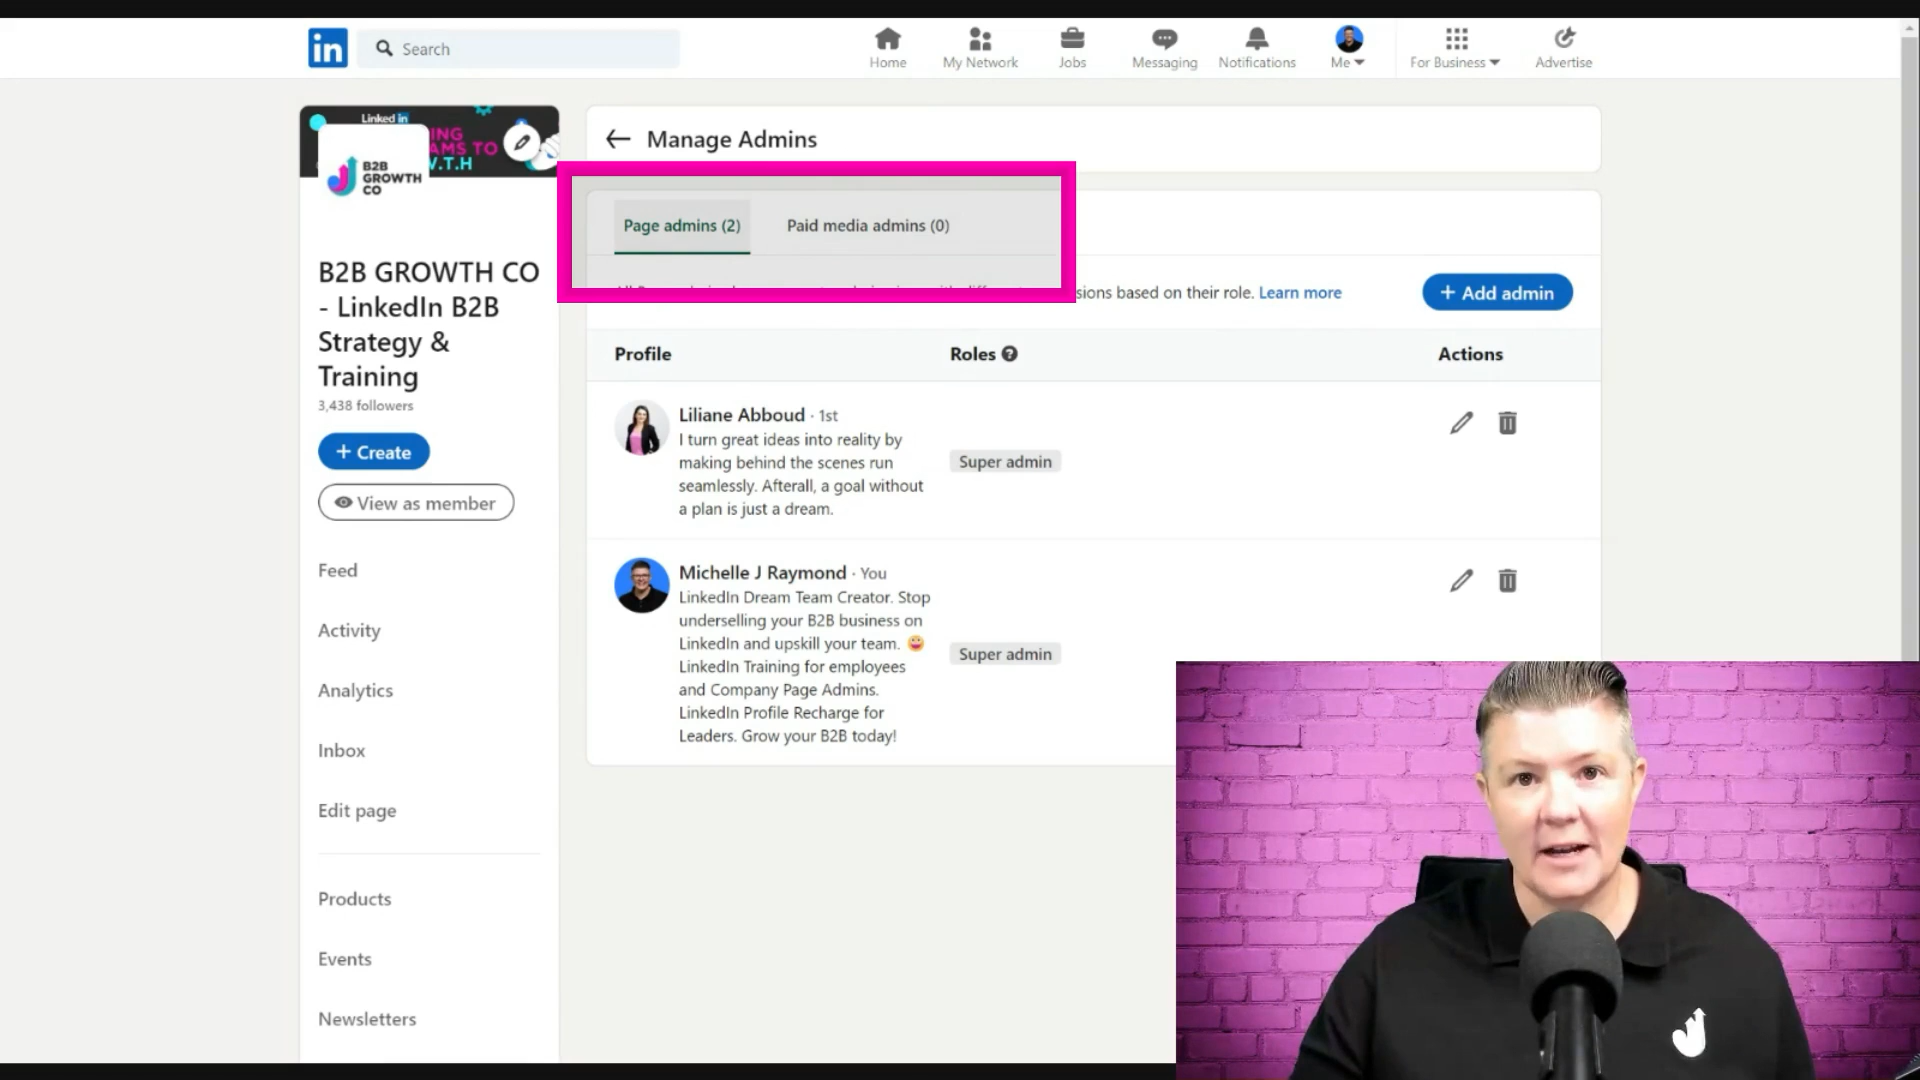 in
Search
Home
My Network
Jobs
Messaging
Notifications
Me
For Business
Advertise
Linked in
ING
AMS TO
W.T.H
B2B
GROWTH
CO
B2B GROWTH CO
- LinkedIn B2B
Strategy &
Training
3,438 followers
+ Create
View as member
Feed
Activity
Analytics
Inbox
Edit page
Products
Events
Newsletters
Manage Admins
Page admins (2)
Paid media admins (0)
sions based on their role. Learn more
+ Add admin
Profile
Roles
Actions
Liliane Abboud · 1st
I turn great ideas into reality by
making behind the scenes run
seamlessly. Afterall, a goal without
a plan is just a dream.
Super admin
Michelle J Raymond · You
LinkedIn Dream Team Creator. Stop
underselling your B2B business on
LinkedIn and upskill your team. 😀
LinkedIn Training for employees
and Company Page Admins.
LinkedIn Profile Recharge for
Leaders. Grow your B2B today!
Super admin